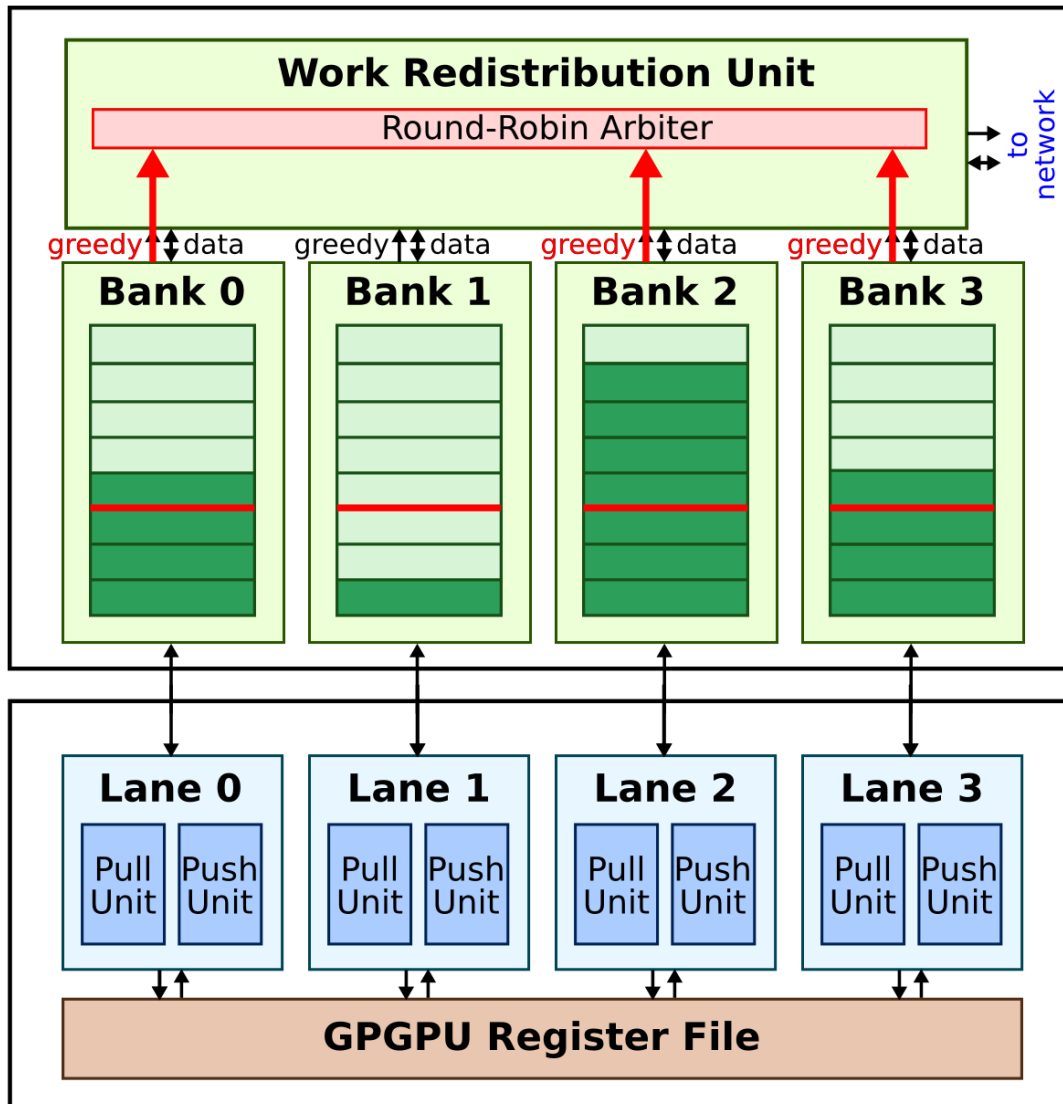 Work Redistribution Unit
Round-Robin Arbiter
to
network
greedy data greedy data greedy data greedy data
Bank 0 Bank 1 Bank 2 Bank 3
Lane 0 Lane 1 Lane 2 Lane 3
Pull Push Pull Push Pull Push Pull Push
Unit Unit Unit Unit Unit Unit Unit Unit
GPGPU Register File